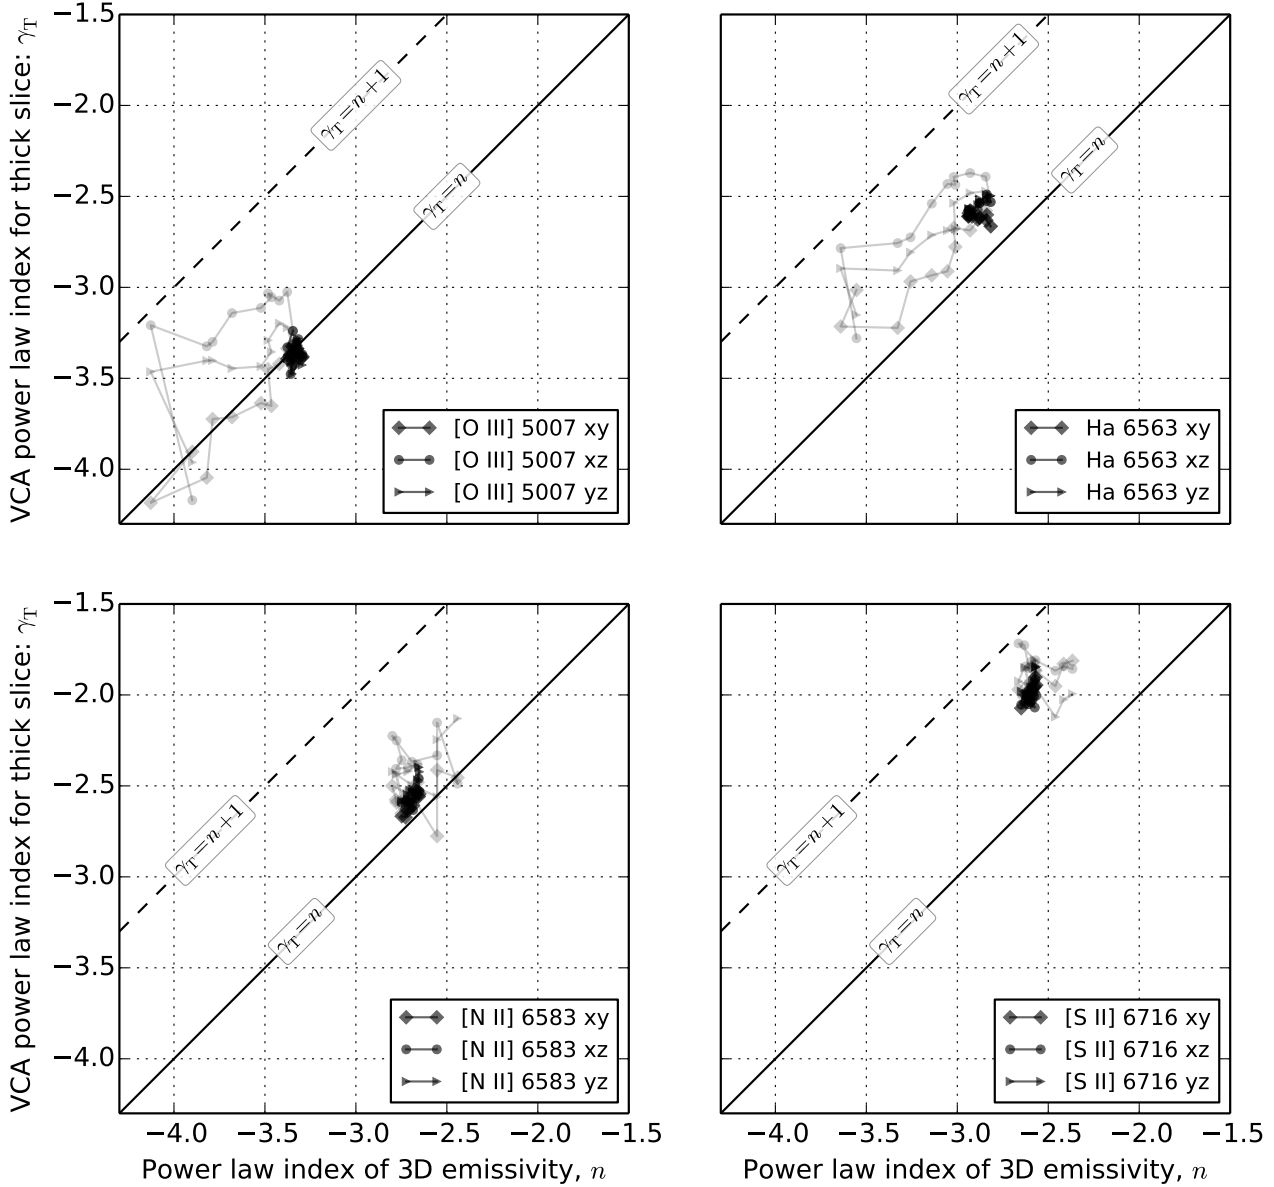 VCA power law index for thick slice: γT
−1.5
−2.0
−2.5
−3.0
−3.5
−4.0
γT = n+1
γT = n
[O III] 5007 xy
[O III] 5007 xz
[O III] 5007 yz
γT = n+1
γT = n
Ha 6563 xy
Ha 6563 xz
Ha 6563 yz
VCA power law index for thick slice: γT
−1.5
−2.0
−2.5
−3.0
−3.5
−4.0
γT = n+1
γT = n
[N II] 6583 xy
[N II] 6583 xz
[N II] 6583 yz
−4.0 −3.5 −3.0 −2.5 −2.0 −1.5
Power law index of 3D emissivity, n
γT = n+1
γT = n
[S II] 6716 xy
[S II] 6716 xz
[S II] 6716 yz
−4.0 −3.5 −3.0 −2.5 −2.0 −1.5
Power law index of 3D emissivity, n